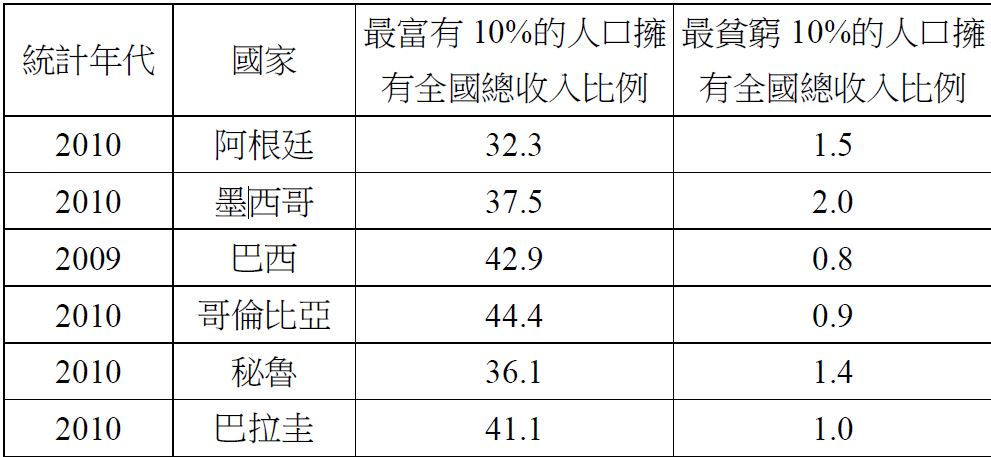 統計年代 國家 最富有 10%的人口擁有全國總收入比例 最貧窮 10%的人口擁有全國總收入比例
2010 阿根廷 32.3 1.5
2010 墨西哥 37.5 2.0
2009 巴西 42.9 0.8
2010 哥倫比亞 44.4 0.9
2010 秘魯 36.1 1.4
2010 巴拉圭 41.1 1.0